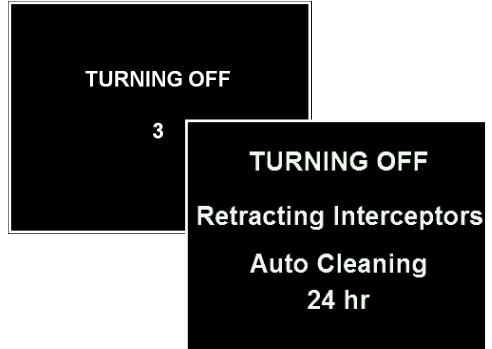 TURNING OFF
3
TURNING OFF
Retracting Interceptors
Auto Cleaning
24 hr